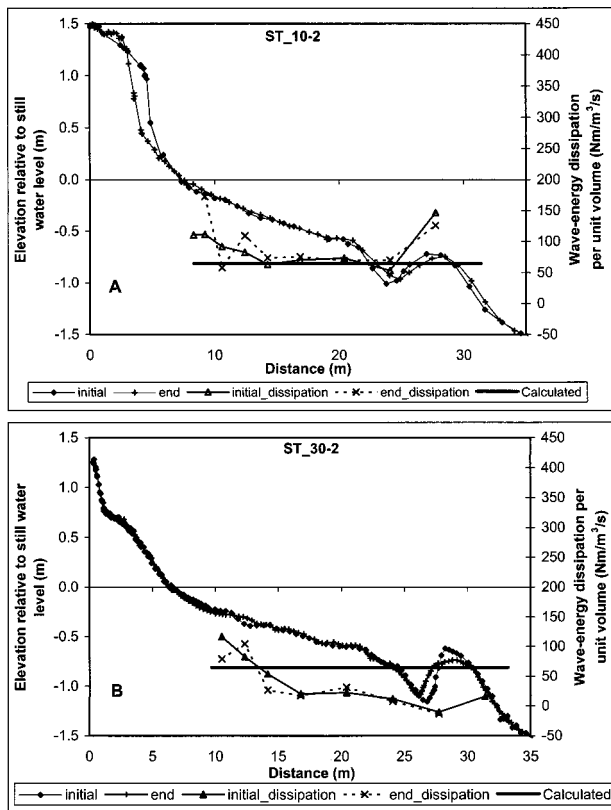 ST_10-2
Elevation relative to still
water level (m)
1.5
1.0
0.5
0.0
-0.5
-1.0
-1.5
450
400
350
300
250
200
150
100
50
0
-50
Wave-energy dissipation
per unit volume (Nm/m³/s)
A
0
10
20
30
Distance (m)
initial
end
initial_dissipation
end_dissipation
Calculated
ST_30-2
Elevation relative to still water
level (m)
1.5
1.0
0.5
0.0
-0.5
-1.0
-1.5
450
400
350
300
250
200
150
100
50
0
-50
Wave-energy dissipation per
unit volume (Nm/m³/s)
B
0
5
10
15
20
25
30
35
Distance (m)
initial
end
initial_dissipation
end_dissipation
Calculated